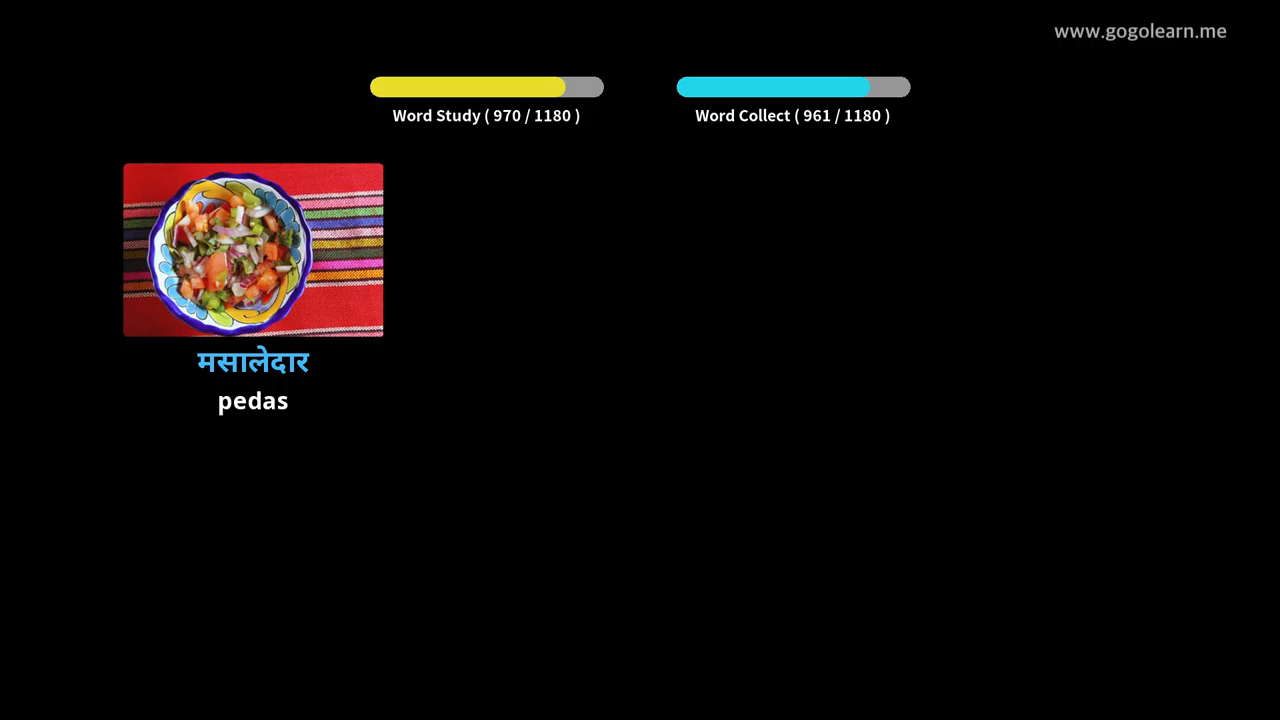 www.gogolearn.me
Word Study ( 970 / 1180 )
Word Collect ( 961 / 1180 )
मसालेदार
pedas